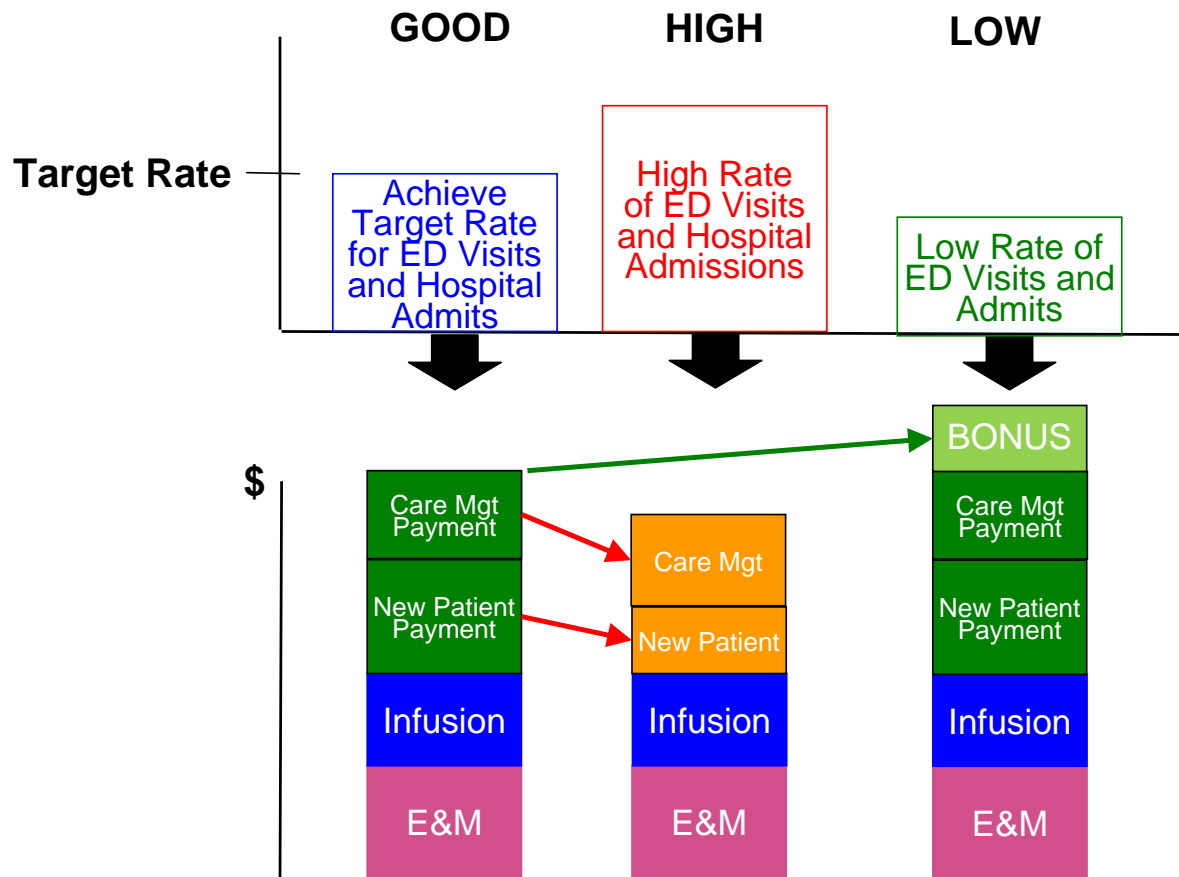 GOOD
HIGH
LOW
Target Rate
Achieve
Target Rate
for ED Visits
and Hospital
Admits
High Rate
of ED Visits
and Hospital
Admissions
Low Rate of
ED Visits and
Admits
$
Care Mgt
Payment
New Patient
Payment
Infusion
E&M
Care Mgt
New Patient
Infusion
E&M
BONUS
Care Mgt
Payment
New Patient
Payment
Infusion
E&M